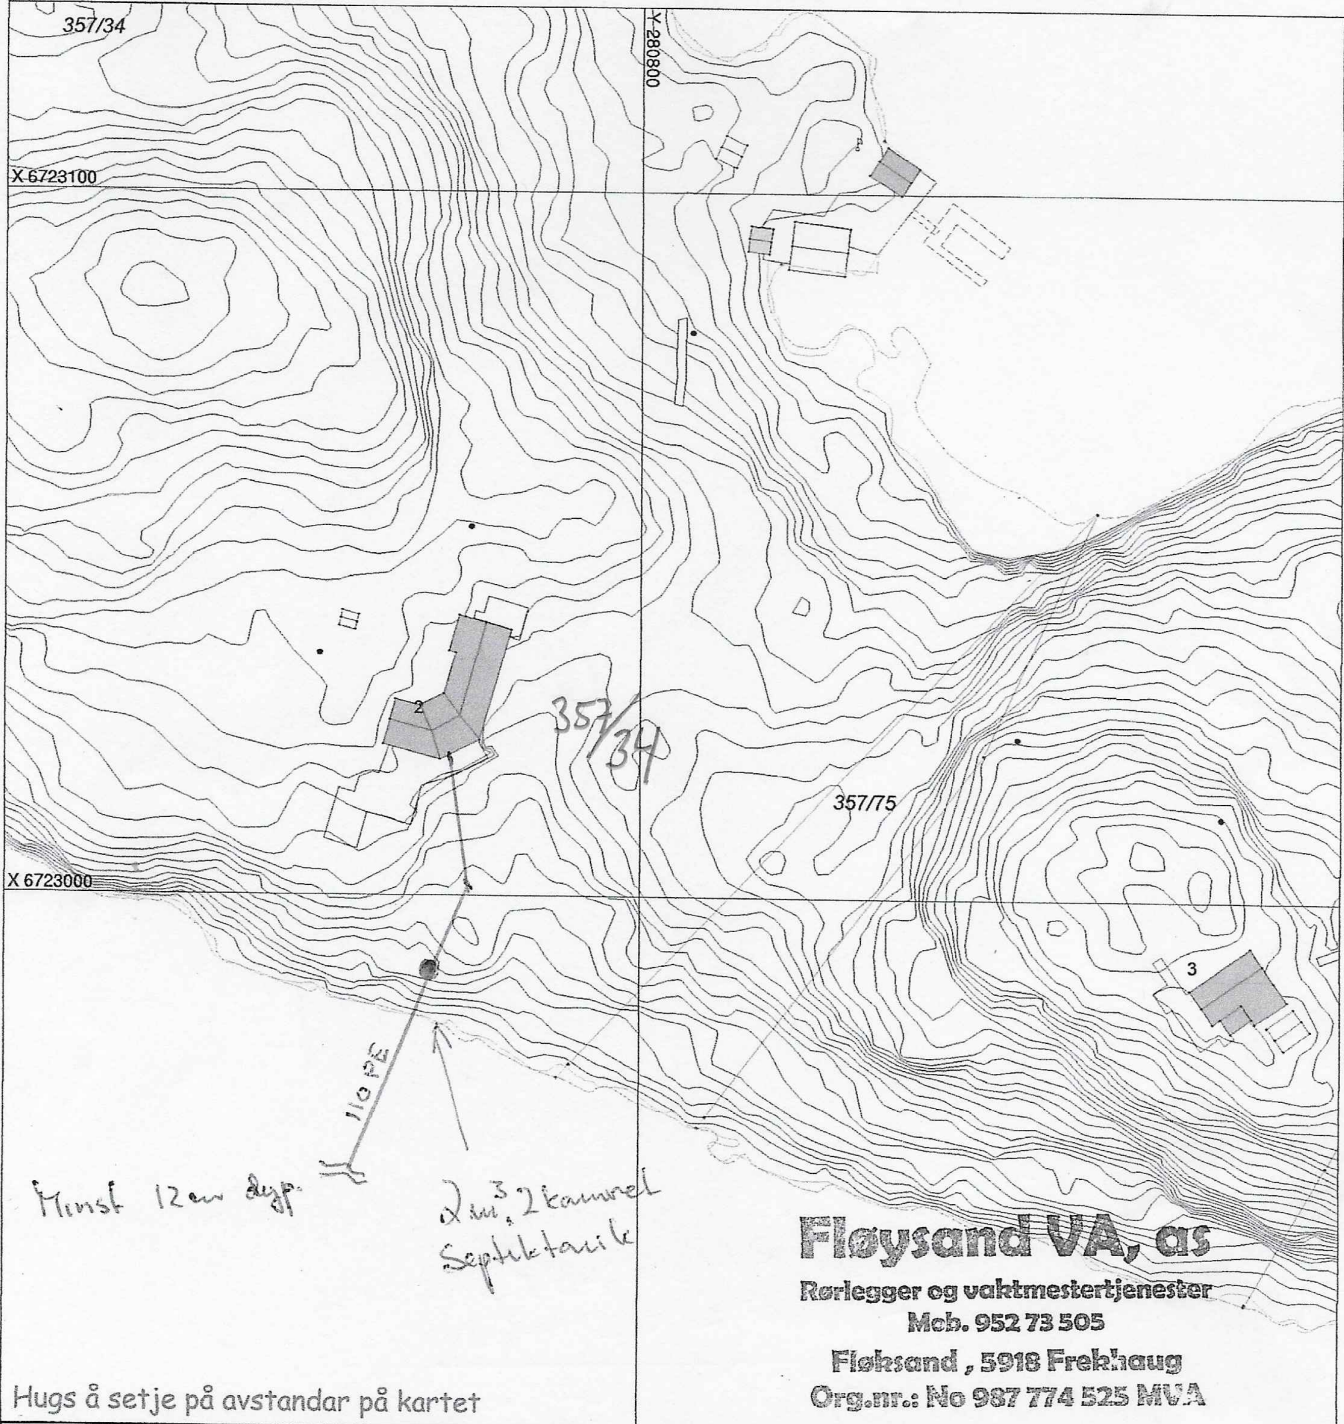 357/34
Y 280800
X 6723100
2
357/34
357/75
X 6723000
3
110 PE
Minst 12 m dyp.
2 m³, 2 kamret
Septiktank
Fløysand VA, as
Rørlegger og vaktmestertjenester
Mob. 952 73 505
Fløksand , 5918 Frekhaug
Org.nr.: No 987 774 525 MVA
Hugs å setje på avstandar på kartet